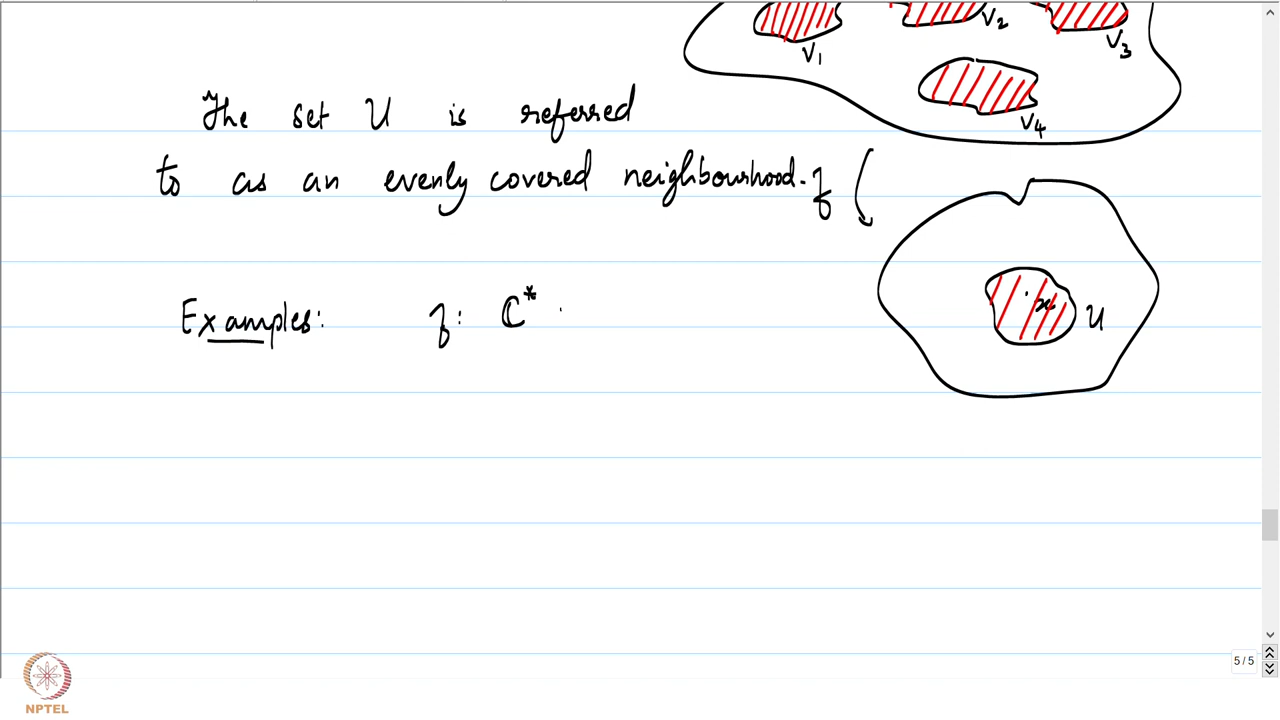 V₁
V₂
V₃
V₄
The set U is referred
to as an evenly covered neighbourhood.
q
x
U
Examples: q: ℂ*
5 / 5
NPTEL